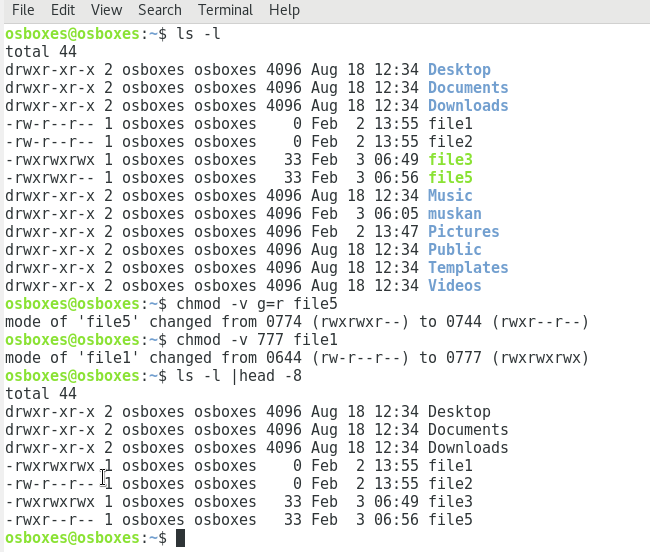 File Edit View Search Terminal Help
osboxes@osboxes:~$ ls -l
total 44
drwxr-xr-x 2 osboxes osboxes 4096 Aug 18 12:34 Desktop
drwxr-xr-x 2 osboxes osboxes 4096 Aug 18 12:34 Documents
drwxr-xr-x 2 osboxes osboxes 4096 Aug 18 12:34 Downloads
-rw-r--r-- 1 osboxes osboxes    0 Feb  2 13:55 file1
-rw-r--r-- 1 osboxes osboxes    0 Feb  2 13:55 file2
-rwxrwxrwx 1 osboxes osboxes   33 Feb  3 06:49 file3
-rwxrwxr-- 1 osboxes osboxes   33 Feb  3 06:56 file5
drwxr-xr-x 2 osboxes osboxes 4096 Aug 18 12:34 Music
drwxr-xr-x 2 osboxes osboxes 4096 Feb  3 06:05 muskan
drwxr-xr-x 2 osboxes osboxes 4096 Feb  2 13:47 Pictures
drwxr-xr-x 2 osboxes osboxes 4096 Aug 18 12:34 Public
drwxr-xr-x 2 osboxes osboxes 4096 Aug 18 12:34 Templates
drwxr-xr-x 2 osboxes osboxes 4096 Aug 18 12:34 Videos
osboxes@osboxes:~$ chmod -v g=r file5
mode of 'file5' changed from 0774 (rwxrwxr--) to 0744 (rwxr--r--)
osboxes@osboxes:~$ chmod -v 777 file1
mode of 'file1' changed from 0644 (rw-r--r--) to 0777 (rwxrwxrwx)
osboxes@osboxes:~$ ls -l |head -8
total 44
drwxr-xr-x 2 osboxes osboxes 4096 Aug 18 12:34 Desktop
drwxr-xr-x 2 osboxes osboxes 4096 Aug 18 12:34 Documents
drwxr-xr-x 2 osboxes osboxes 4096 Aug 18 12:34 Downloads
-rwxrwxrwx 1 osboxes osboxes    0 Feb  2 13:55 file1
-rw-r--r-- 1 osboxes osboxes    0 Feb  2 13:55 file2
-rwxrwxrwx 1 osboxes osboxes   33 Feb  3 06:49 file3
-rwxr--r-- 1 osboxes osboxes   33 Feb  3 06:56 file5
osboxes@osboxes:~$